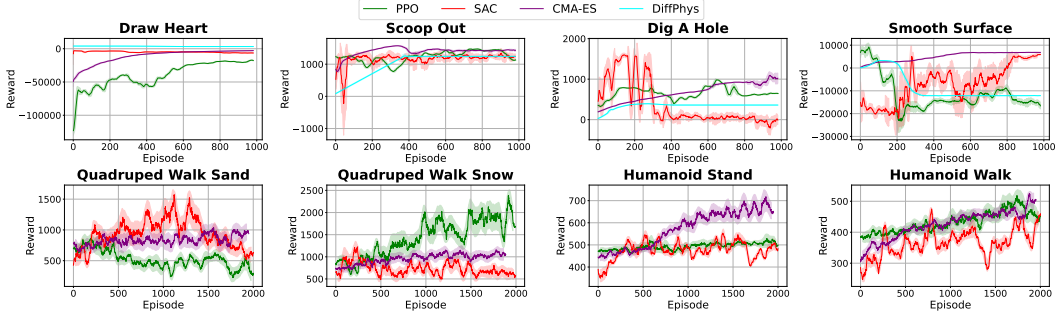 PPO SAC CMA-ES DiffPhys
Draw Heart Scoop Out Dig A Hole Smooth Surface
Reward
0
−50000
−100000
0 200 400 600 800 1000
Episode
Reward
1000
0
−1000
0 200 400 600 800 1000
Episode
Reward
2000
1000
0
0 200 400 600 800 1000
Episode
Reward
10000
0
−10000
−20000
−30000
0 200 400 600 800 1000
Episode
Quadruped Walk Sand Quadruped Walk Snow Humanoid Stand Humanoid Walk
Reward
1500
1000
500
0 500 1000 1500 2000
Episode
Reward
2500
2000
1500
1000
500
0 500 1000 1500 2000
Episode
Reward
700
600
500
400
0 500 1000 1500 2000
Episode
Reward
500
400
300
0 500 1000 1500 2000
Episode